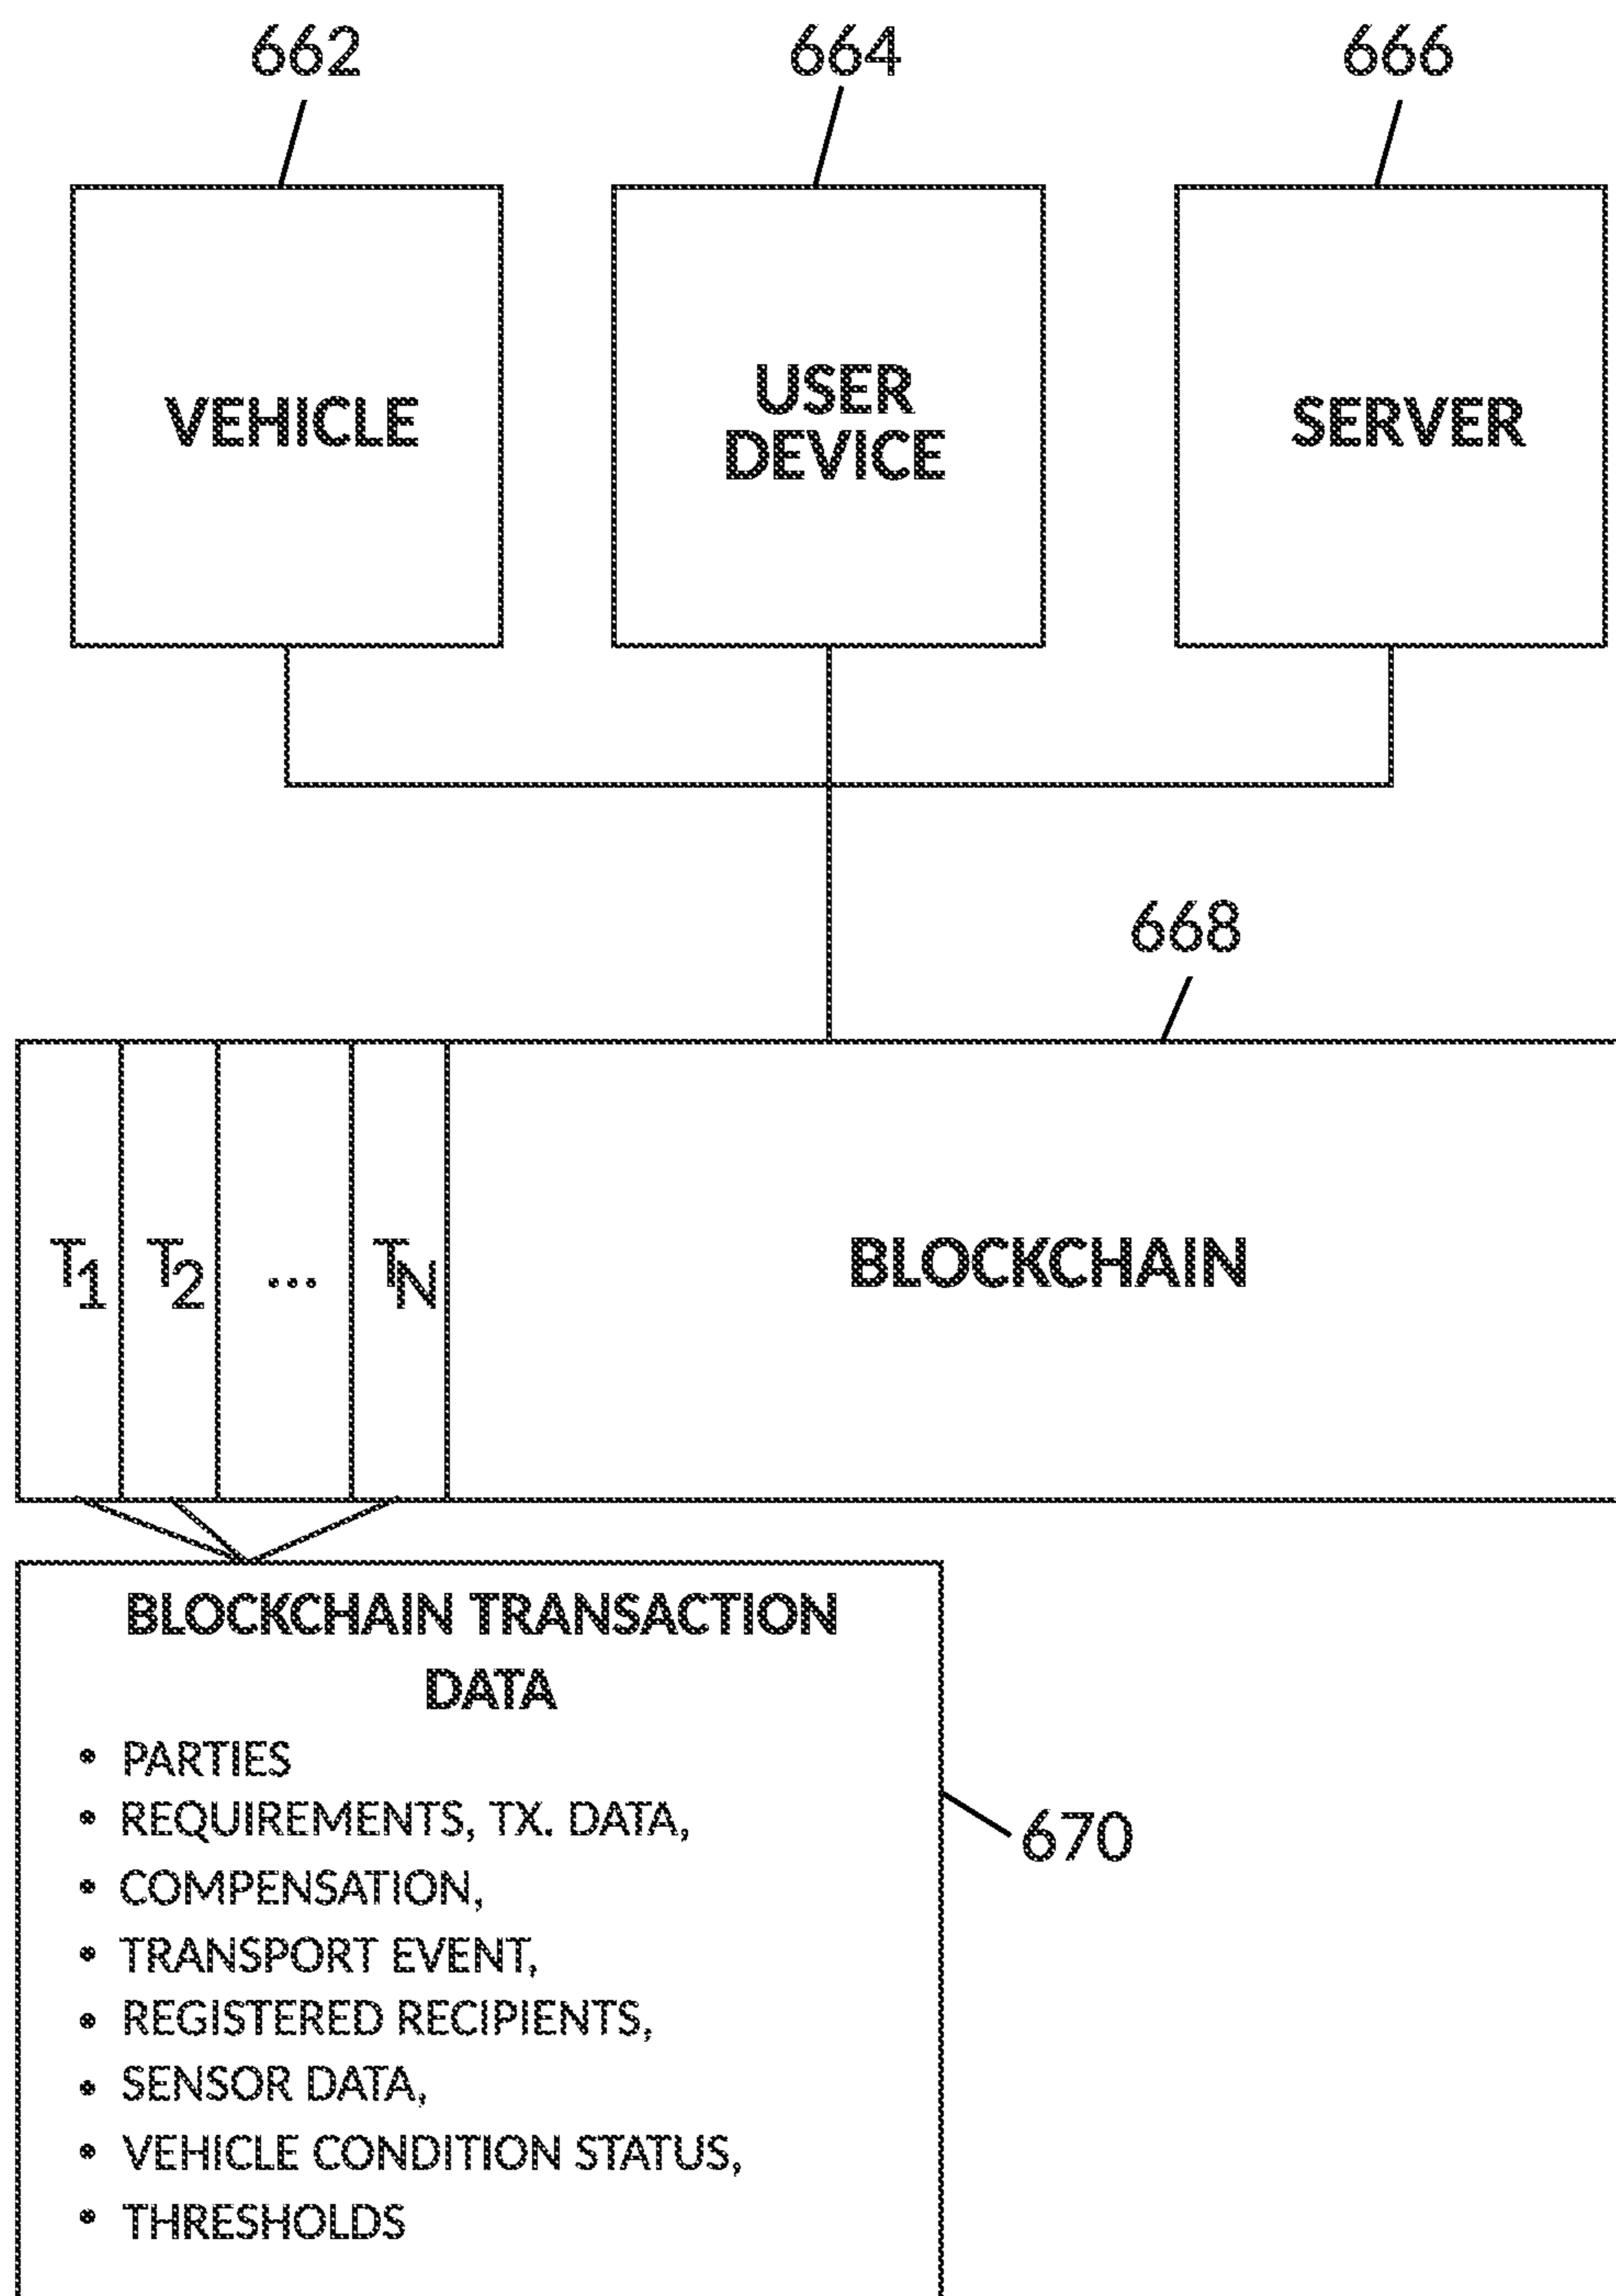 662 664 666
VEHICLE
USER
DEVICE
SERVER
668
T1 T2 ... TN BLOCKCHAIN
BLOCKCHAIN TRANSACTION
DATA
• PARTIES
• REQUIREMENTS, TX. DATA,
• COMPENSATION,
• TRANSPORT EVENT,
• REGISTERED RECIPIENTS,
• SENSOR DATA,
• VEHICLE CONDITION STATUS,
• THRESHOLDS
670